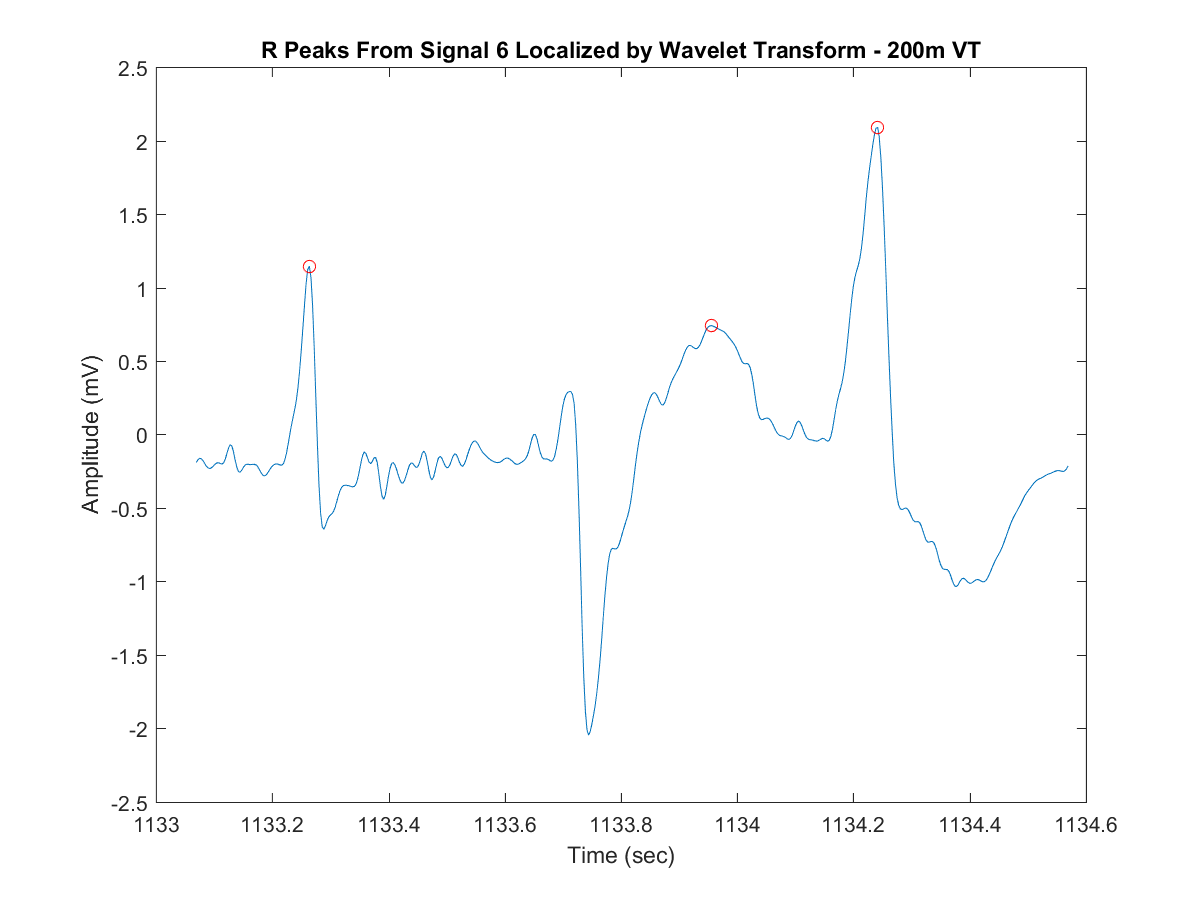 R Peaks From Signal 6 Localized by Wavelet Transform - 200m VT
2.5
2
1.5
1
0.5
0
-0.5
-1
-1.5
-2
-2.5
Amplitude (mV)
1133 1133.2 1133.4 1133.6 1133.8 1134 1134.2 1134.4 1134.6
Time (sec)